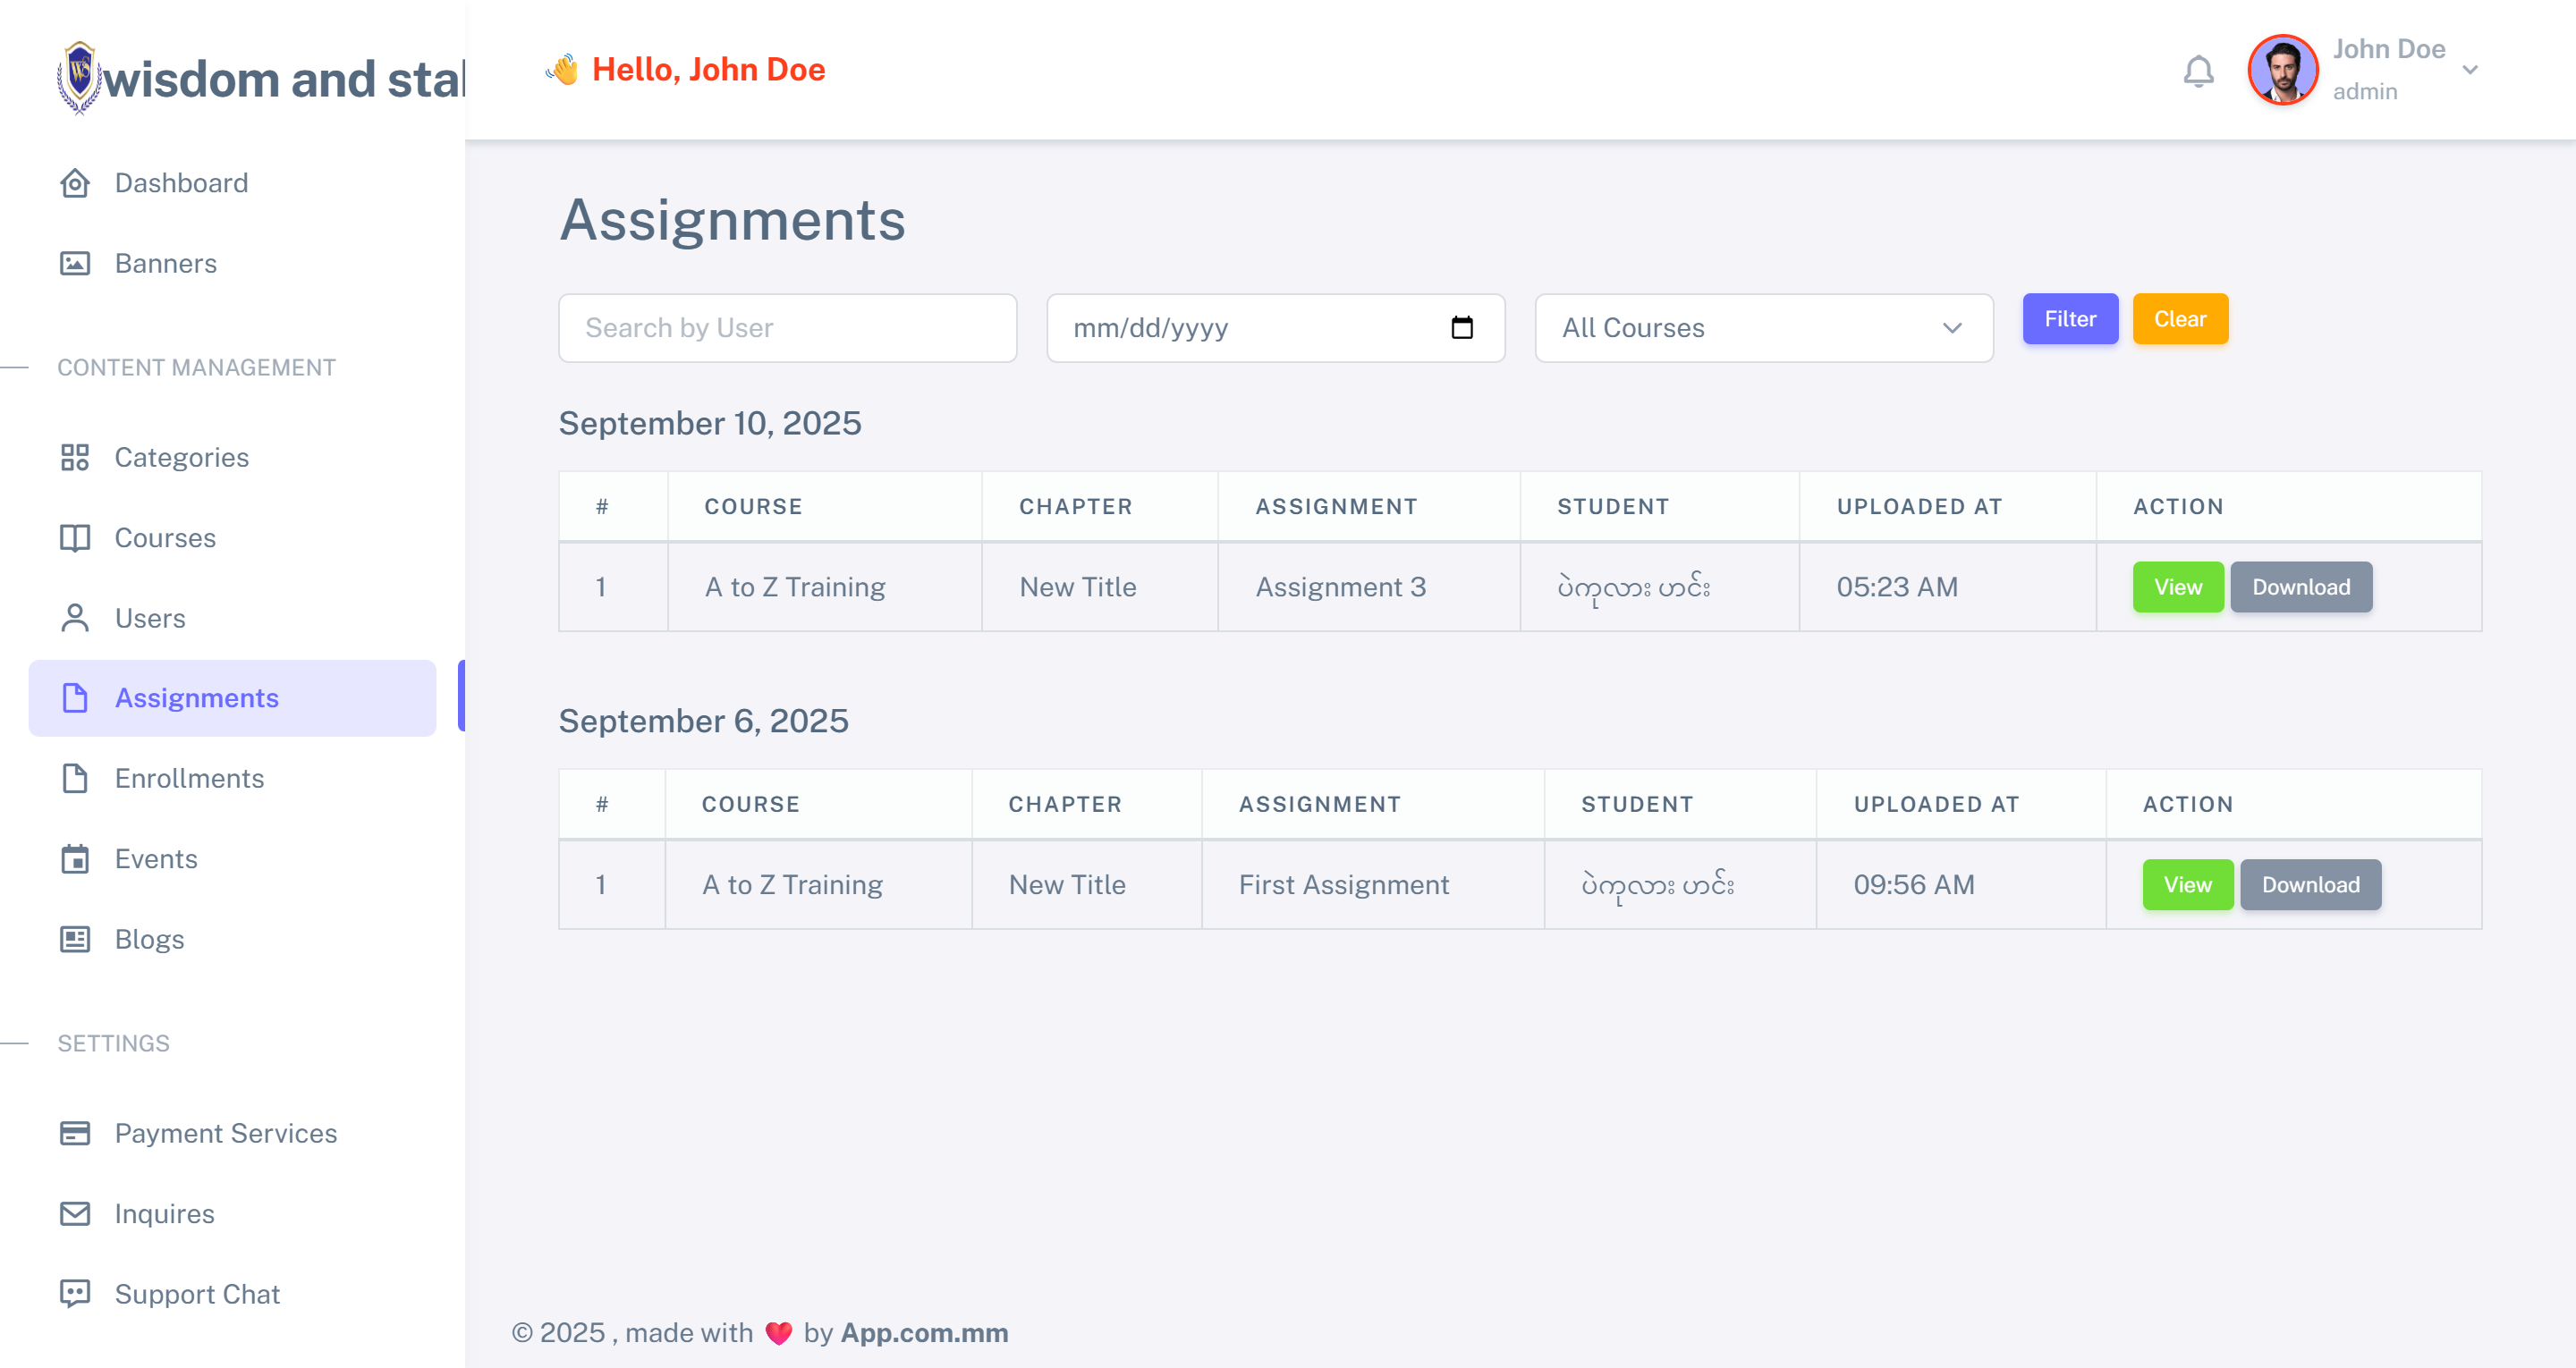 wisdom and sta
Dashboard
Banners
CONTENT MANAGEMENT
Categories
Courses
Users
Assignments
Enrollments
Events
Blogs
SETTINGS
Payment Services
Inquires
Support Chat
👋 Hello, John Doe
John Doe
admin
Assignments
Search by User mm/dd/yyyy All Courses Filter Clear
September 10, 2025
# COURSE CHAPTER ASSIGNMENT STUDENT UPLOADED AT ACTION
1 A to Z Training New Title Assignment 3 ပဲကုလား ဟင်း 05:23 AM View Download
September 6, 2025
# COURSE CHAPTER ASSIGNMENT STUDENT UPLOADED AT ACTION
1 A to Z Training New Title First Assignment ပဲကုလား ဟင်း 09:56 AM View Download
© 2025 , made with ❤️ by App.com.mm